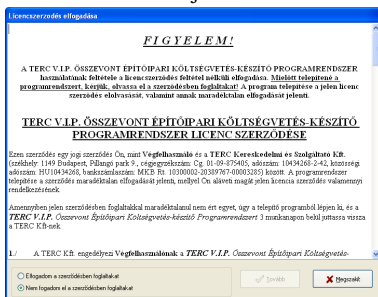 Licencszerződés elfogadása
F I G Y E L E M !
A TERC V.I.P. ÖSSZEVONT ÉPÍTŐIPARI KÖLTSÉGVETÉS-KÉSZÍTŐ PROGRAMRENDSZER
használatának feltétele a licencszerződés feltétel nélküli elfogadása. Mielőtt telepítené a
programrendszert, kérjük, olvassa el a szerződésben foglaltakat! A program telepítése a jelen licenc
szerződés elolvasását, valamint annak maradéktalan elfogadását jelenti.
TERC V.I.P. ÖSSZEVONT ÉPÍTŐIPARI KÖLTSÉGVETÉS-KÉSZÍTŐ
PROGRAMRENDSZER LICENC SZERZŐDÉSE
Ezen szerződés egy jogi szerződés Ön, mint Végfelhasználó és a TERC Kereskedelmi és Szolgáltató Kft.
(székhely: 1149 Budapest, Pillangó park 9., cégjegyzékszám: Cg. 01-09-875405, adószám: 10434268-2-42, közösségi
adószám: HU10434268, bankszámlaszám: MKB Rt. 10300002-20389767-00003285) között. A programrendszer
telepítése a szerződés maradéktalan elfogadását jelenti, mellyel Ön aláveti magát jelen licencia szerződés valamennyi
rendelkezésének.
Amennyiben jelen szerződésben foglaltakkal maradéktalanul nem ért egyet, úgy a telepítő programból lépjen ki, és a
TERC V.I.P. Összevont Építőipari Költségvetés-készítő Programrendszert 3 munkanapon belül juttassa vissza
a TERC Kft-nek.
1./ A TERC Kft. engedélyezi Végfelhasználónak a TERC V.I.P. Összevont Építőipari Költségvetés-
Elfogadom a szerződésben foglaltakat
Nem fogadom el a szerződésben foglaltakat
Tovább
Megszakít